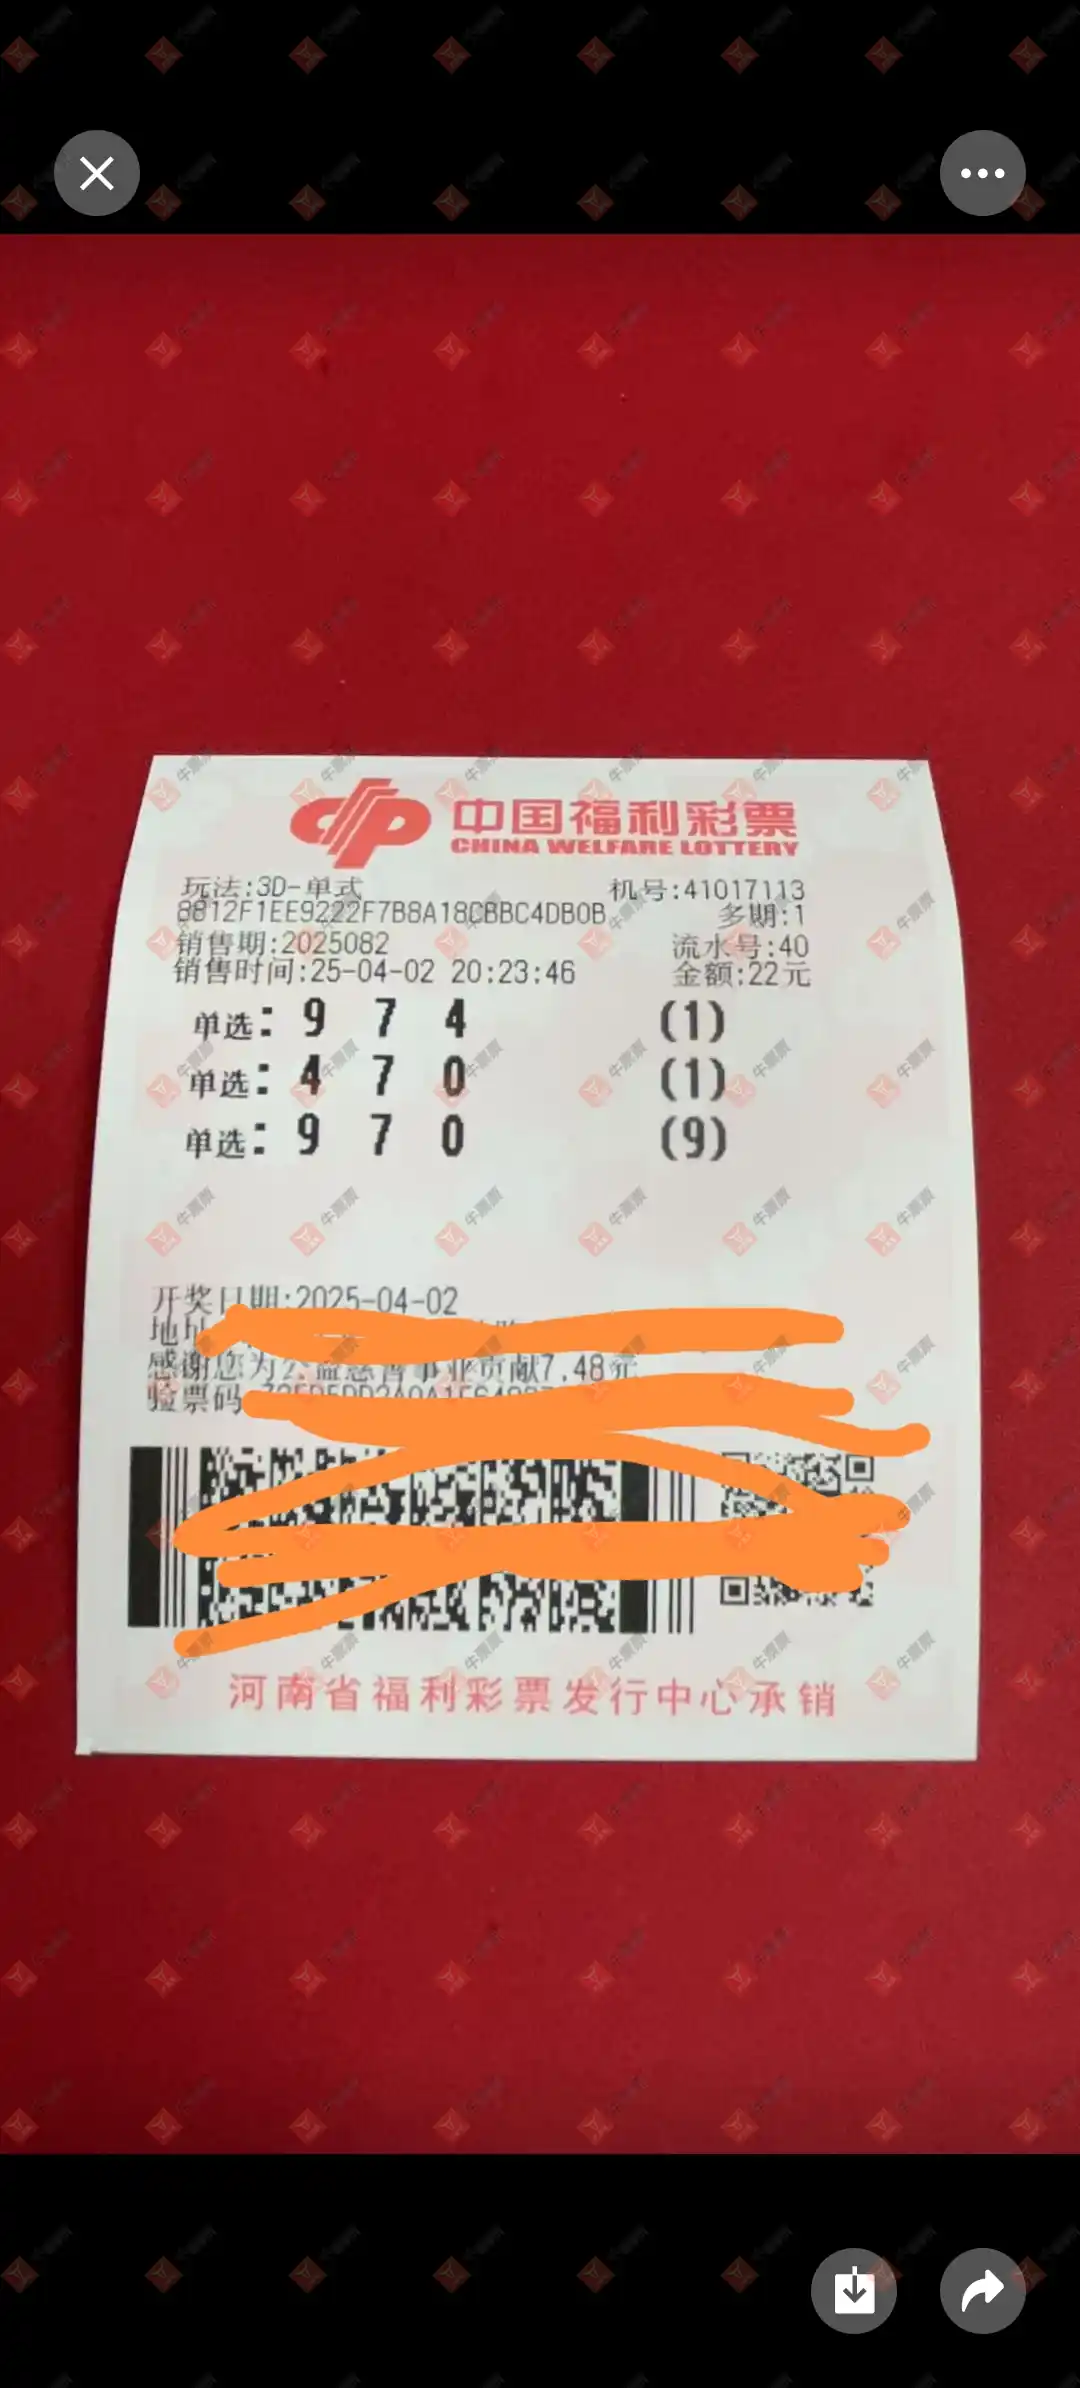 中国福利彩票
CHINA WELFARE LOTTERY
玩法:3D-单式
机号:41017113
8812F1EE9222F7B8A18CBBC4DB0B
多期:1
销售期:2025082
流水号:40
销售时间:25-04-02 20:23:46
金额:22元
单选: 9 7 4 (1)
单选: 4 7 0 (1)
单选: 9 7 0 (9)
开奖日期:2025-04-02
地址
感谢您为公益慈善事业贡献7.48元
验票码
河南省福利彩票发行中心承销
牛票票